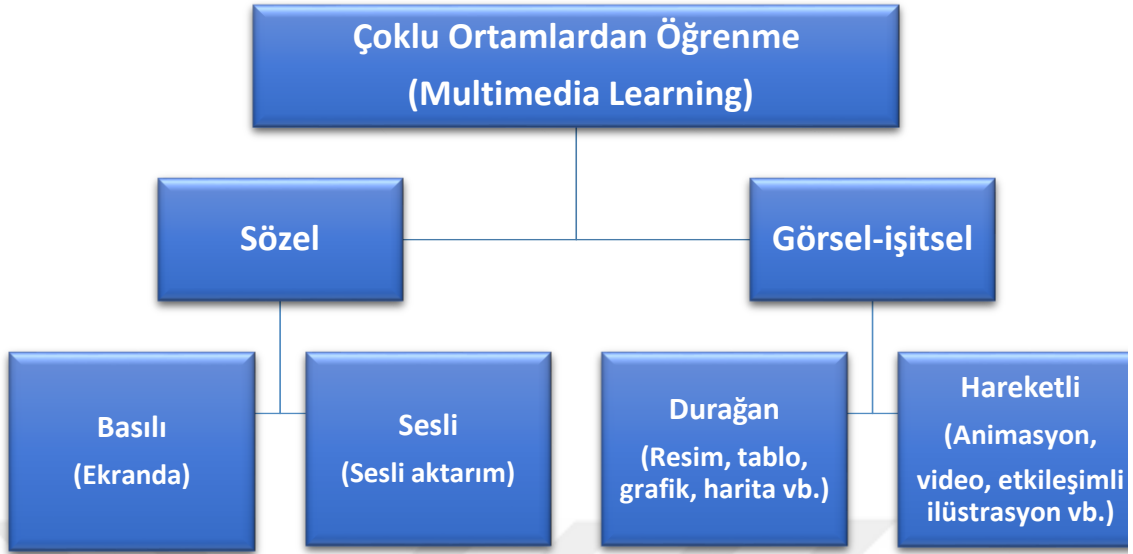 Çoklu Ortamlardan Öğrenme
(Multimedia Learning)
Sözel
Görsel-işitsel
Basılı
(Ekranda)
Sesli
(Sesli aktarım)
Durağan
(Resim, tablo,
grafik, harita vb.)
Hareketli
(Animasyon,
video, etkileşimli
ilüstrasyon vb.)